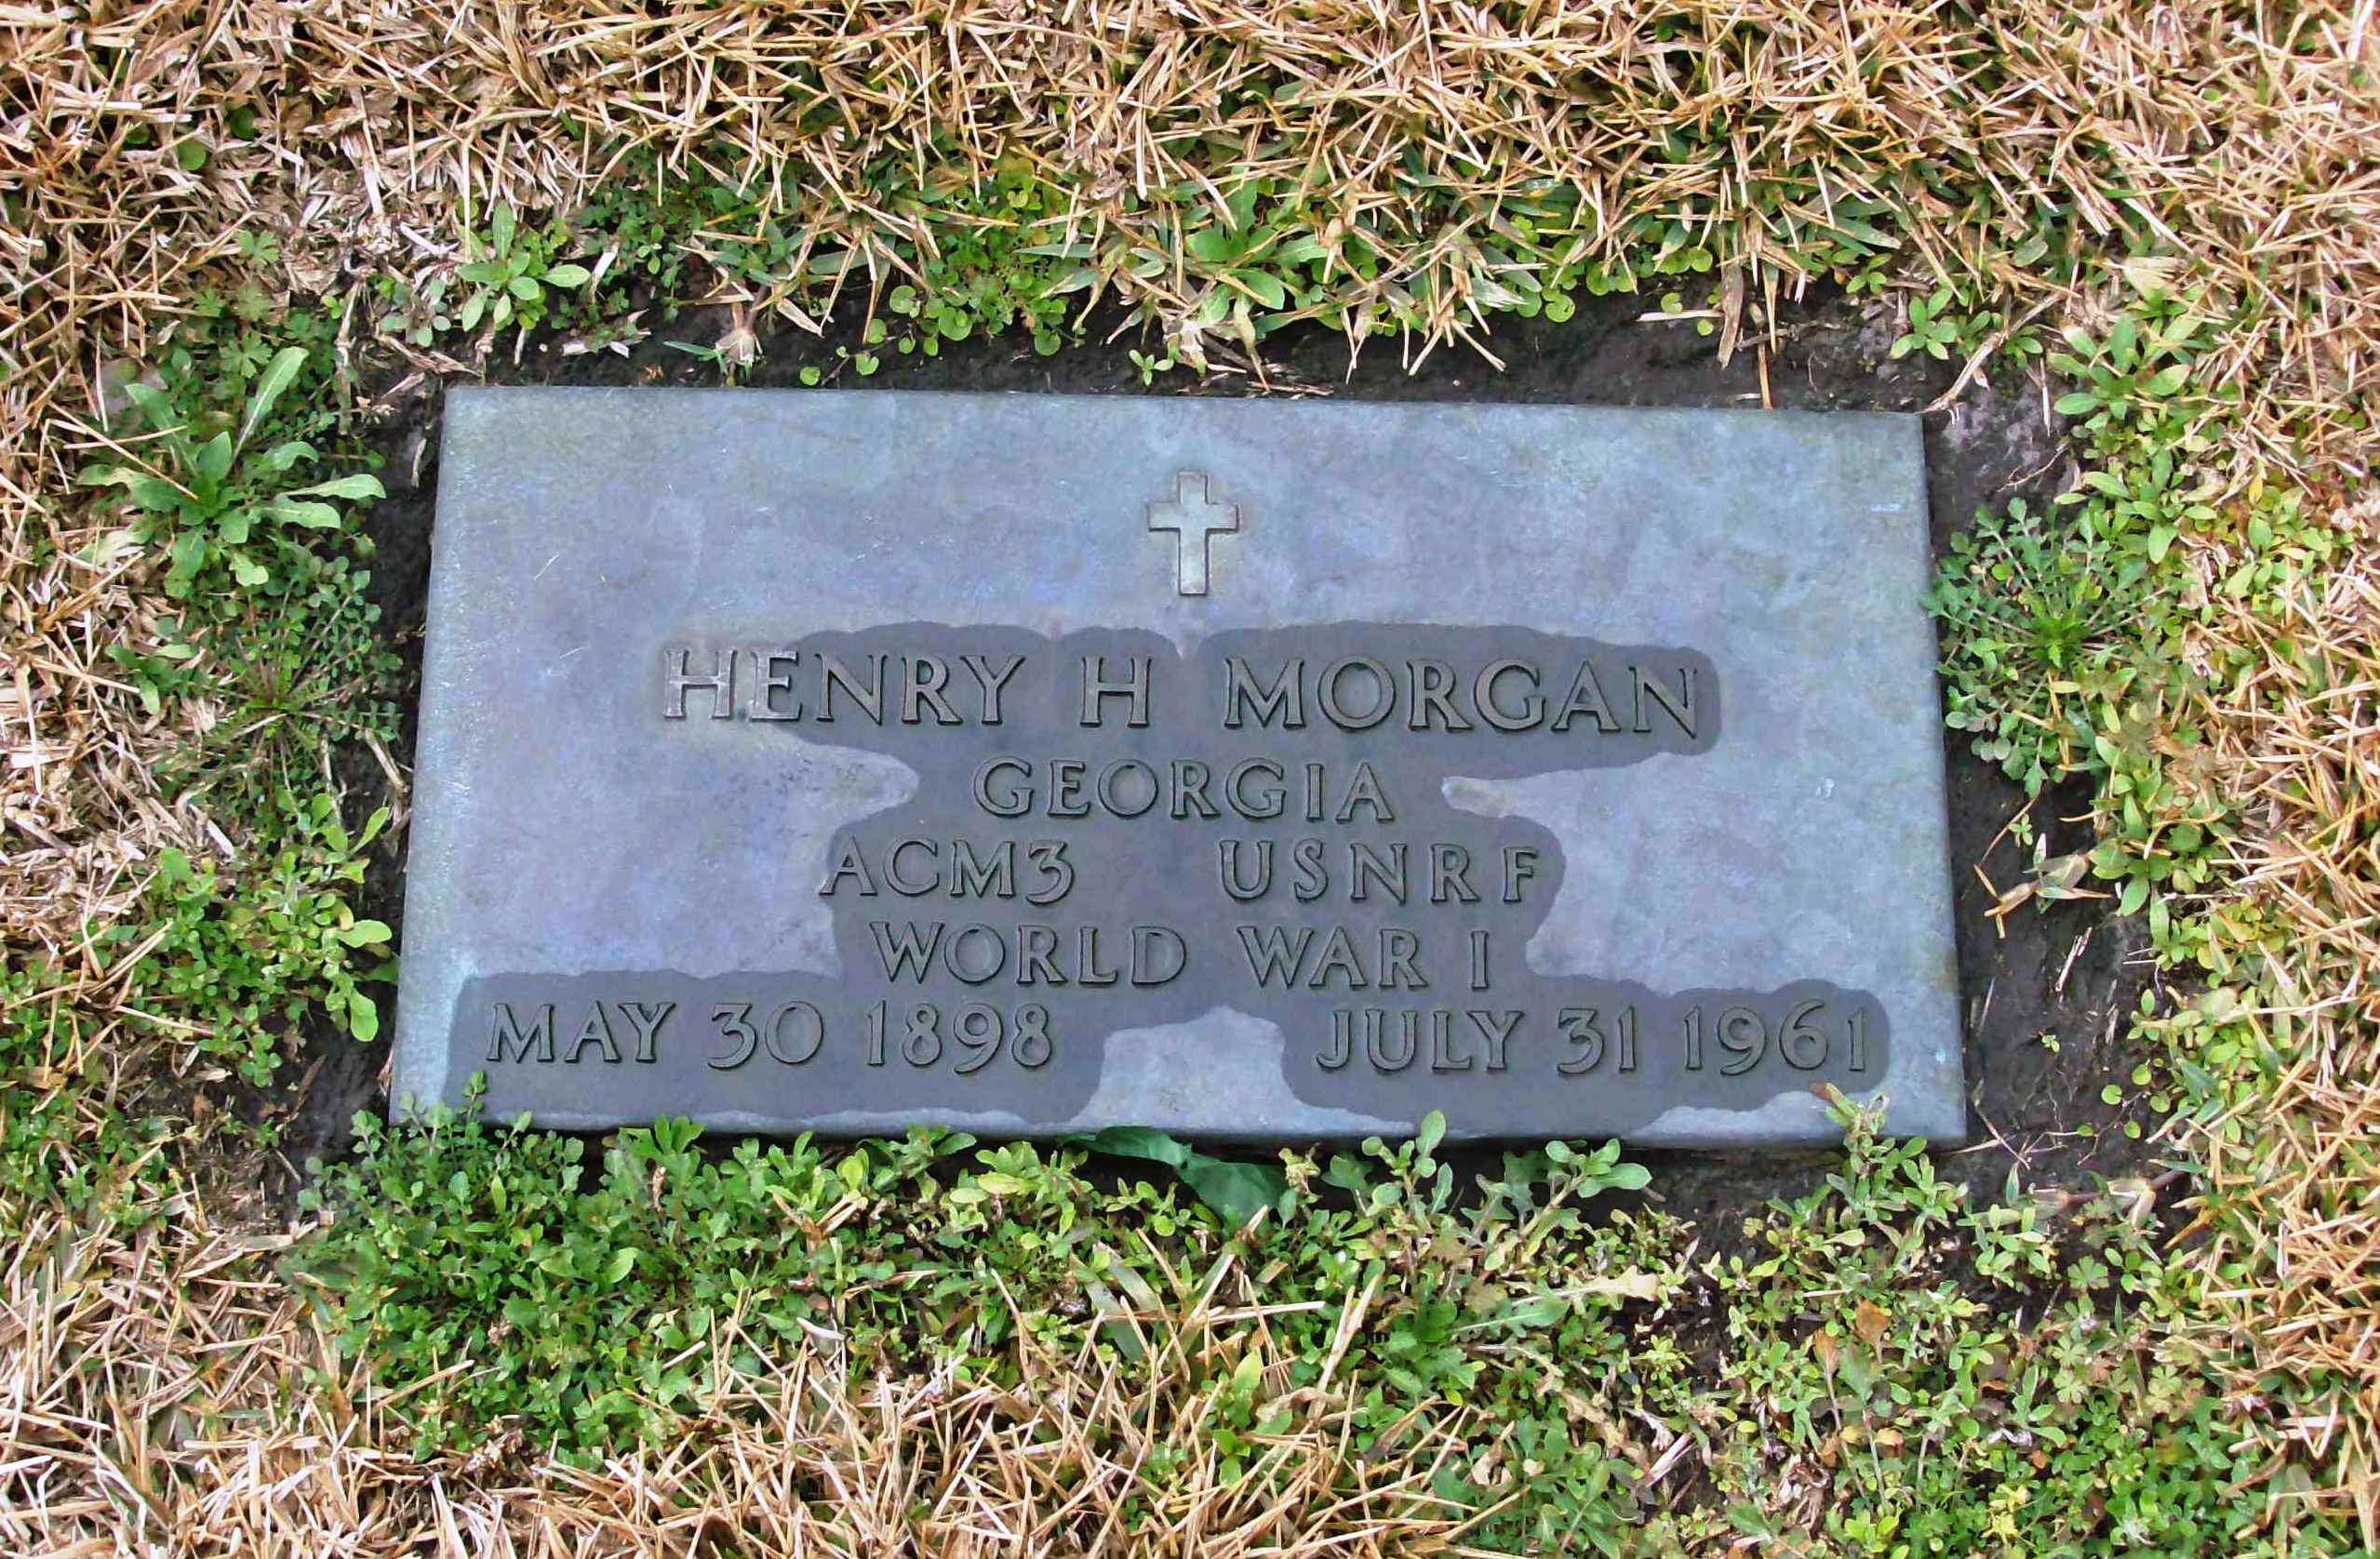 HENRY H MORGAN
GEORGIA
ACM3 USNRF
WORLD WAR I
MAY 30 1898 JULY 31 1961